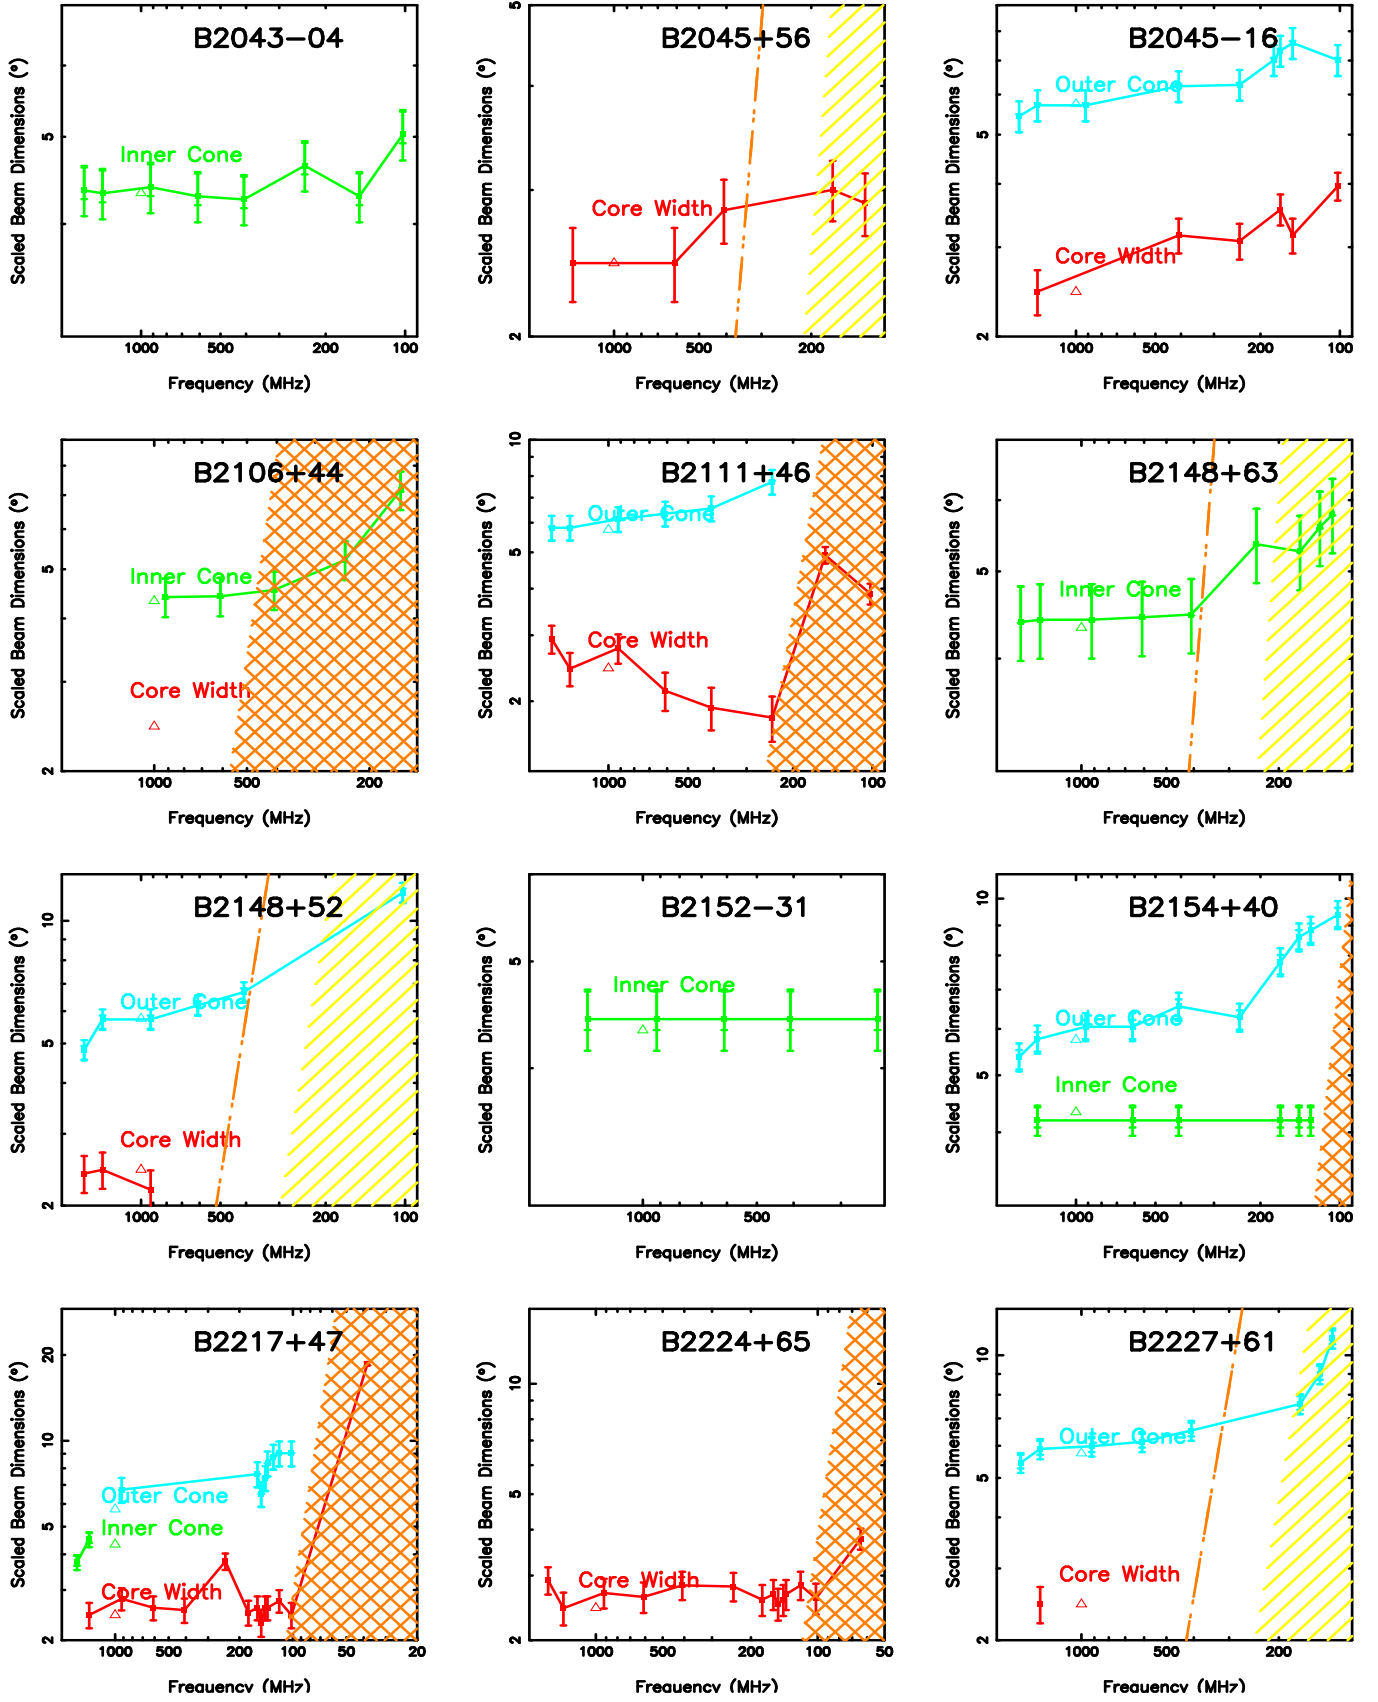 B2043-04
Scaled Beam Dimensions (°)
5
Inner Cone
1000 500 200 100
Frequency (MHz)
B2045+56
Scaled Beam Dimensions (°)
5
2
Core Width
1000 500 200
Frequency (MHz)
B2045-16
Scaled Beam Dimensions (°)
5
2
Outer Cone
Core Width
1000 500 200 100
Frequency (MHz)
B2106+44
Scaled Beam Dimensions (°)
5
2
Inner Cone
Core Width
1000 500 200
Frequency (MHz)
B2111+46
Scaled Beam Dimensions (°)
10
5
2
Outer Cone
Core Width
1000 500 200 100
Frequency (MHz)
B2148+63
Scaled Beam Dimensions (°)
5
Inner Cone
1000 500 200
Frequency (MHz)
B2148+52
Scaled Beam Dimensions (°)
10
5
2
Outer Cone
Core Width
1000 500 200 100
Frequency (MHz)
B2152-31
Scaled Beam Dimensions (°)
5
Inner Cone
1000 500
Frequency (MHz)
B2154+40
Scaled Beam Dimensions (°)
10
5
Outer Cone
Inner Cone
1000 500 200 100
Frequency (MHz)
B2217+47
Scaled Beam Dimensions (°)
20
10
5
2
Outer Cone
Inner Cone
Core Width
1000 500 200 100 50 20
Frequency (MHz)
B2224+65
Scaled Beam Dimensions (°)
10
5
2
Core Width
1000 500 200 100 50
Frequency (MHz)
B2227+61
Scaled Beam Dimensions (°)
10
5
2
Outer Cone
Core Width
1000 500 200
Frequency (MHz)